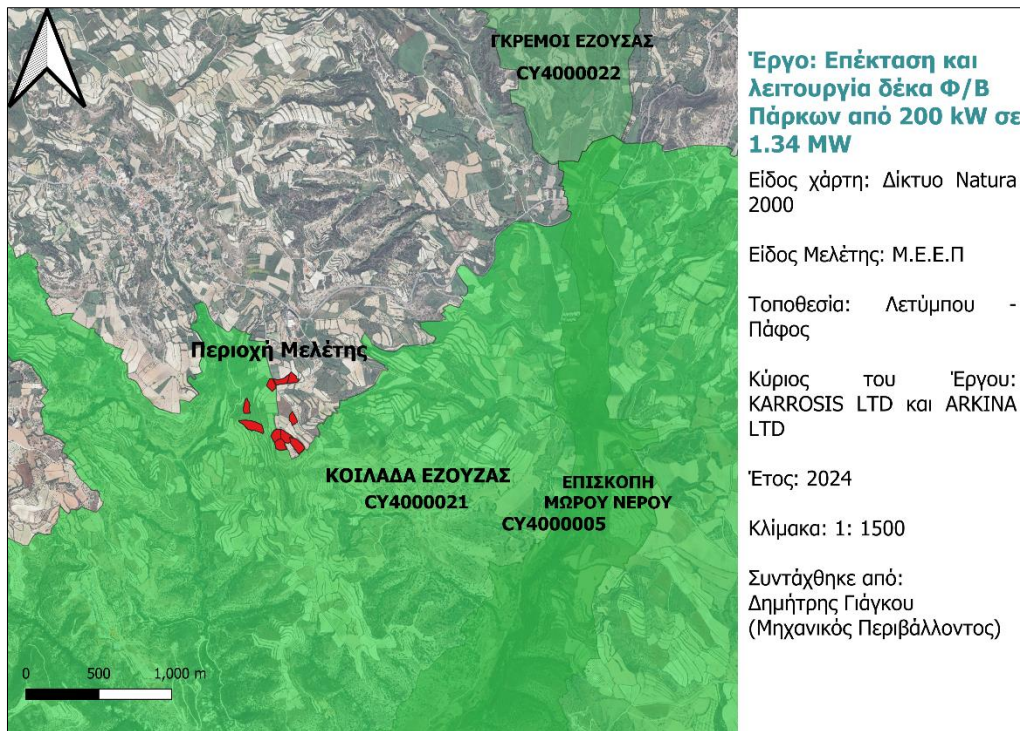 ΓΚΡΕΜΟΙ ΕΖΟΥΣΑΣ
CY4000022
Περιοχή Μελέτης
ΚΟΙΛΑΔΑ ΕΖΟΥΖΑΣ
CY4000021
ΕΠΙΣΚΟΠΗ
ΜΩΡΟΥ ΝΕΡΟΥ
CY4000005
0 500 1,000 m
Έργο: Επέκταση και
λειτουργία δέκα Φ/Β
Πάρκων από 200 kW σε
1.34 MW
Είδος χάρτη: Δίκτυο Natura
2000
Είδος Μελέτης: Μ.Ε.Ε.Π
Τοποθεσία: Λετύμπου -
Πάφος
Κύριος του Έργου:
KARROSIS LTD και ARKINA
LTD
Έτος: 2024
Κλίμακα: 1: 1500
Συντάχθηκε από:
Δημήτρης Γιάγκου
(Μηχανικός Περιβάλλοντος)